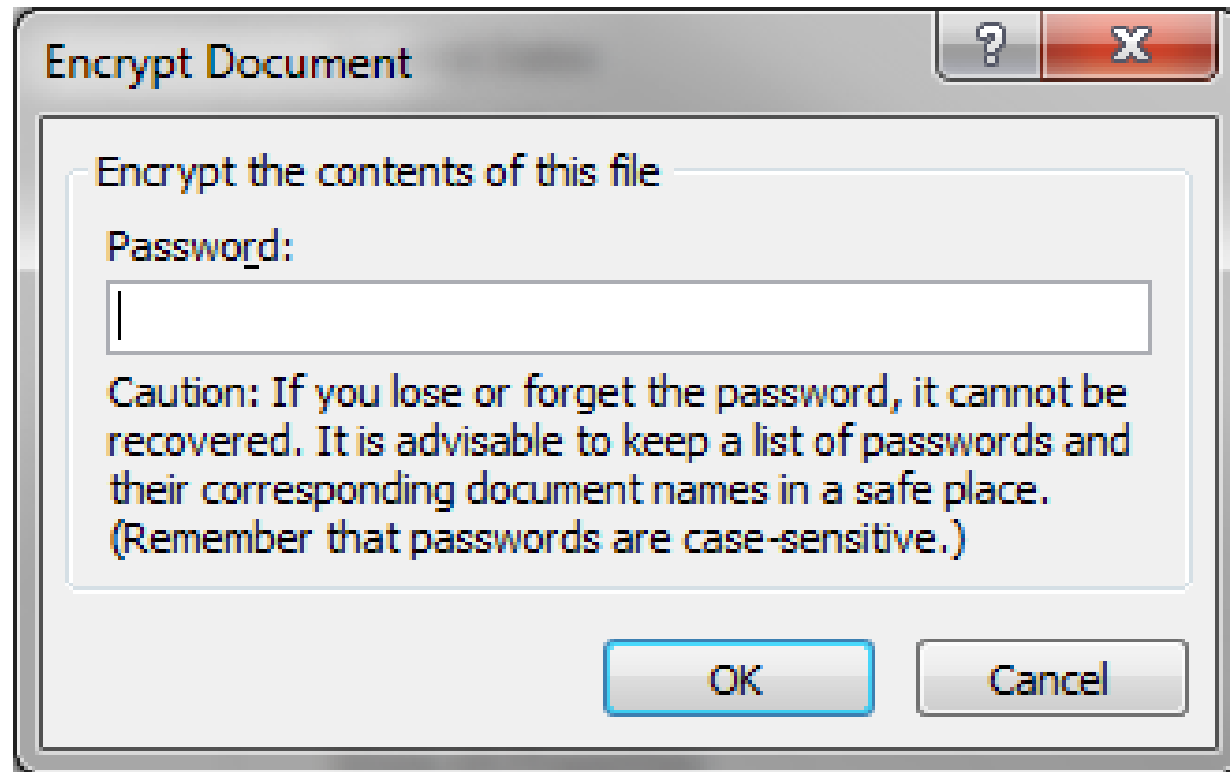 Encrypt Document
Encrypt the contents of this file
Password:
Caution: If you lose or forget the password, it cannot be
recovered. It is advisable to keep a list of passwords and
their corresponding document names in a safe place.
(Remember that passwords are case-sensitive.)
OK Cancel